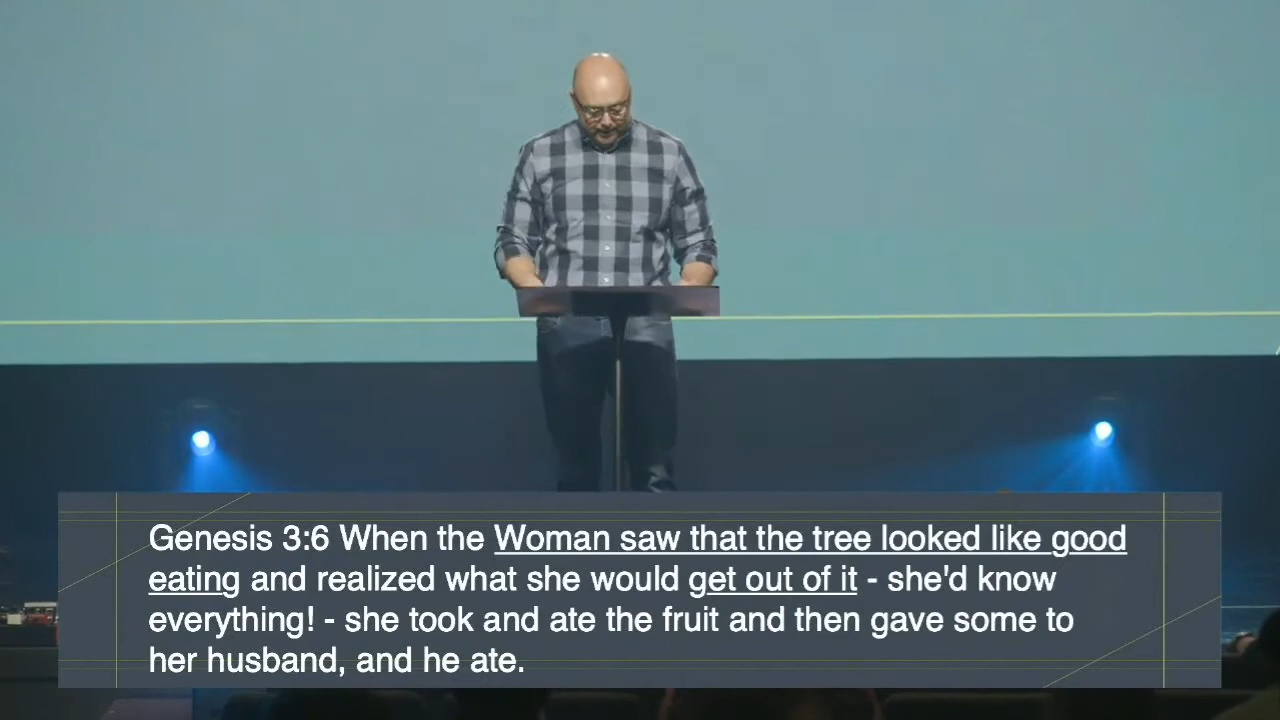 Genesis 3:6 When the Woman saw that the tree looked like good
eating and realized what she would get out of it - she'd know
everything! - she took and ate the fruit and then gave some to
her husband, and he ate.